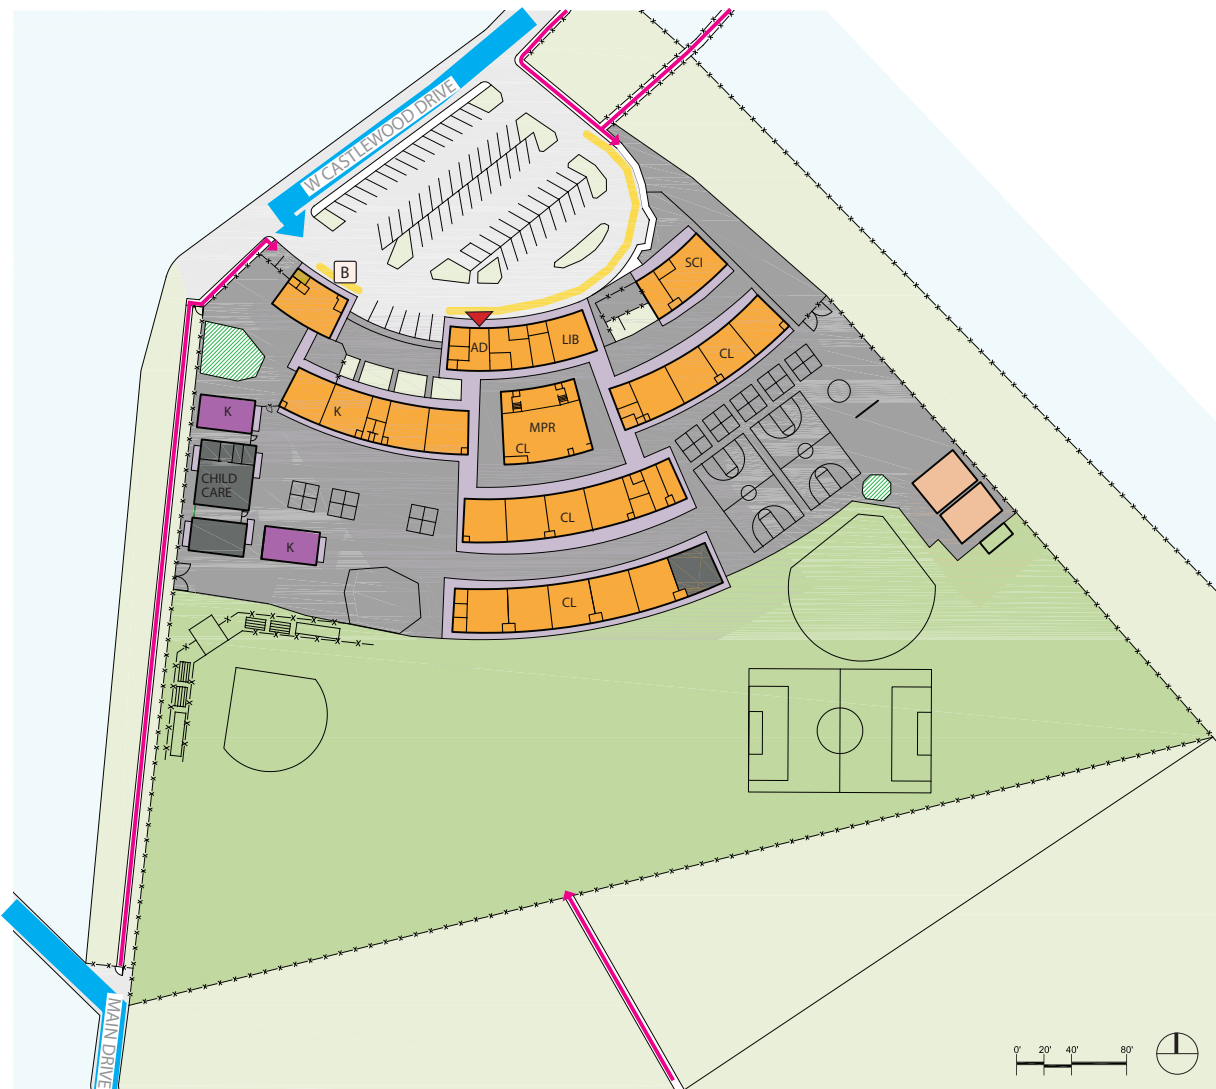 W CASTLEWOOD DRIVE
B
SCI
AD
LIB
CL
K
K
MPR
CL
CHILD
CARE
CL
K
CL
MAIN DRIVE
0' 20' 40' 80'